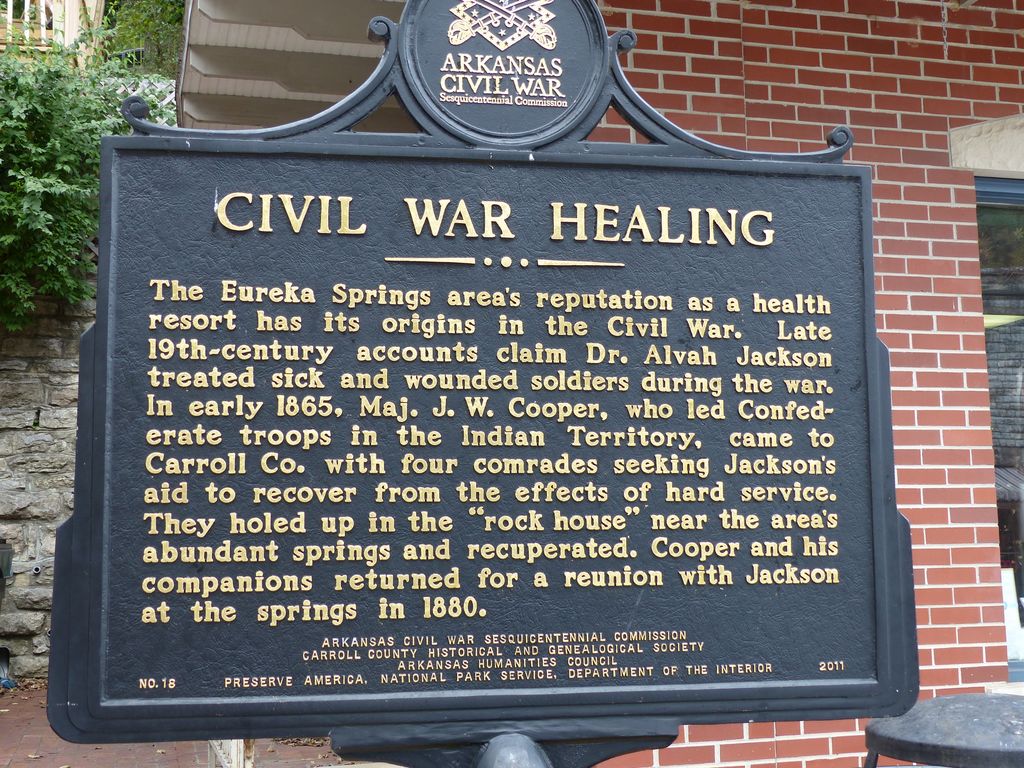 ARKANSAS
CIVIL WAR
Sesquicentennial Commission
CIVIL WAR HEALING
The Eureka Springs area's reputation as a health
resort has its origins in the Civil War. Late
19th-century accounts claim Dr. Alvah Jackson
treated sick and wounded soldiers during the war.
In early 1865, Maj. J. W. Cooper, who led Confed-
erate troops in the Indian Territory, came to
Carroll Co. with four comrades seeking Jackson's
aid to recover from the effects of hard service.
They holed up in the "rock house" near the area's
abundant springs and recuperated. Cooper and his
companions returned for a reunion with Jackson
at the springs in 1880.
ARKANSAS CIVIL WAR SESQUICENTENNIAL COMMISSION
CARROLL COUNTY HISTORICAL AND GENEALOGICAL SOCIETY
ARKANSAS HUMANITIES COUNCIL
NO. 18 PRESERVE AMERICA, NATIONAL PARK SERVICE, DEPARTMENT OF THE INTERIOR 2011